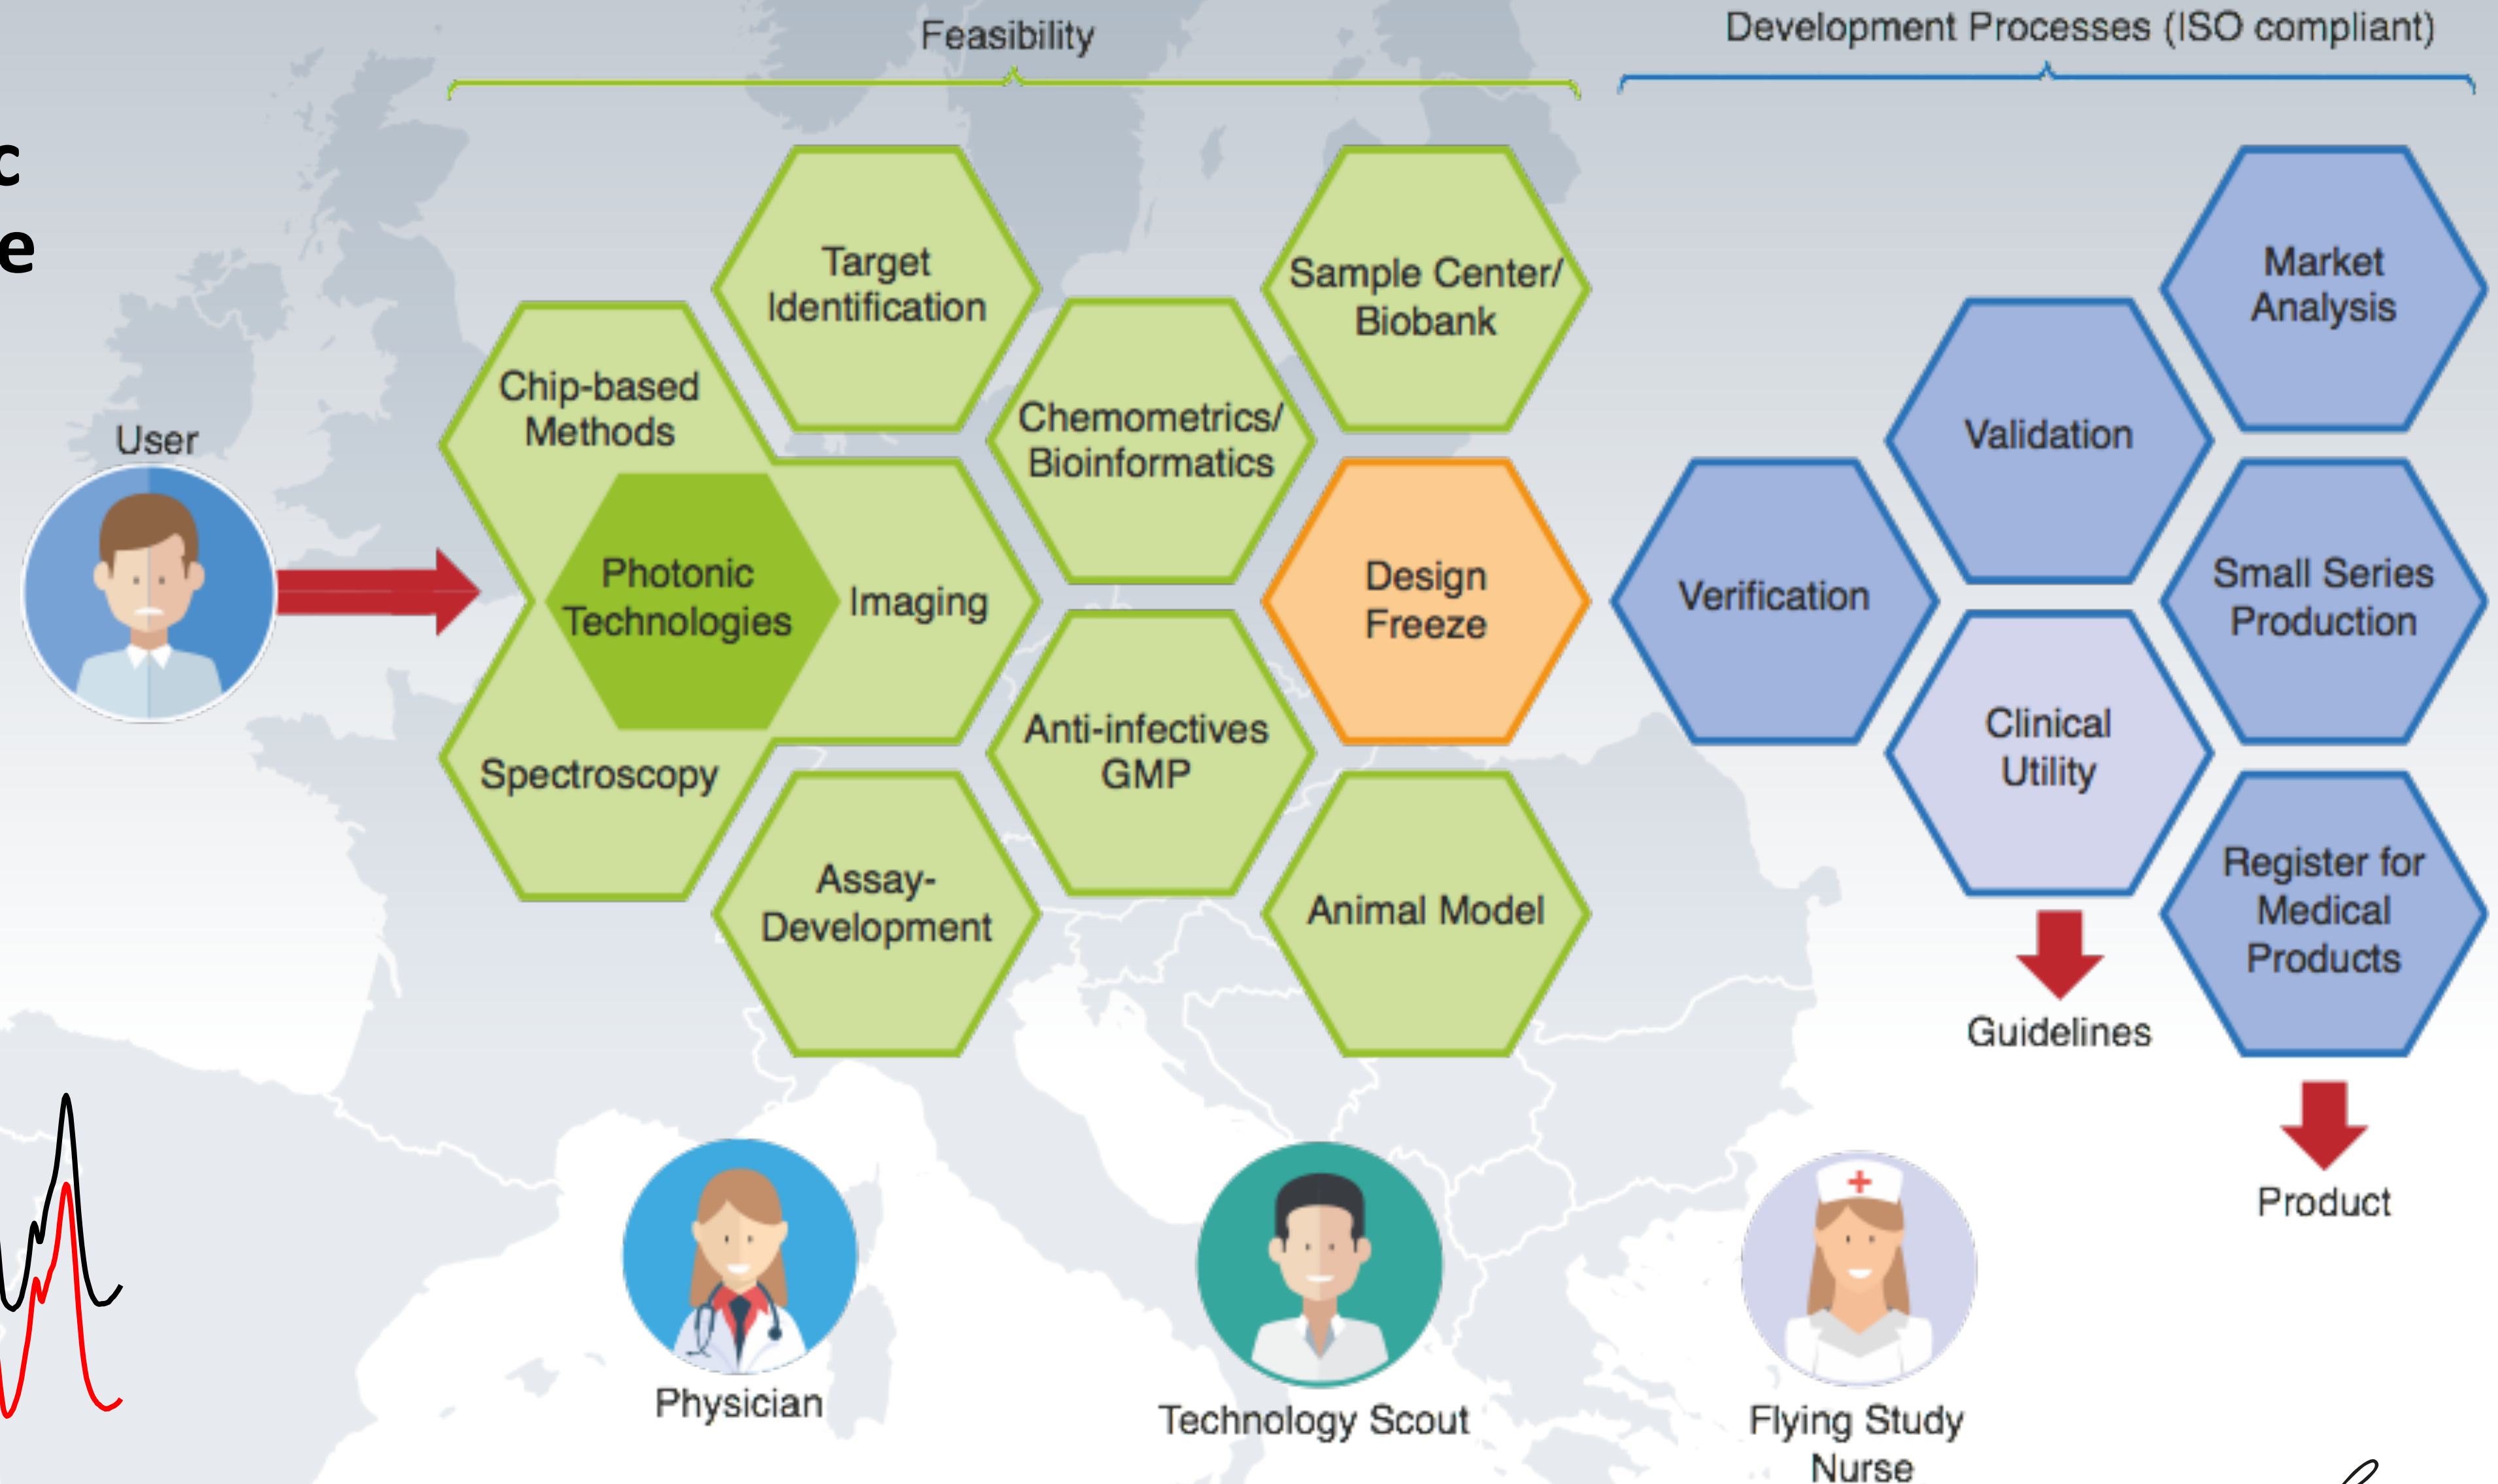 Feasibility
Development Processes (ISO compliant)
c
e
User
Chip-based
Methods
Target
Identification
Sample Center/
Biobank
Chemometrics/
Bioinformatics
Photonic
Technologies
Imaging
Design
Freeze
Spectroscopy
Anti-infectives
GMP
Assay-
Development
Animal Model
Market
Analysis
Validation
Verification
Small Series
Production
Clinical
Utility
Register for
Medical
Products
Guidelines
Product
Physician
Technology Scout
Flying Study
Nurse